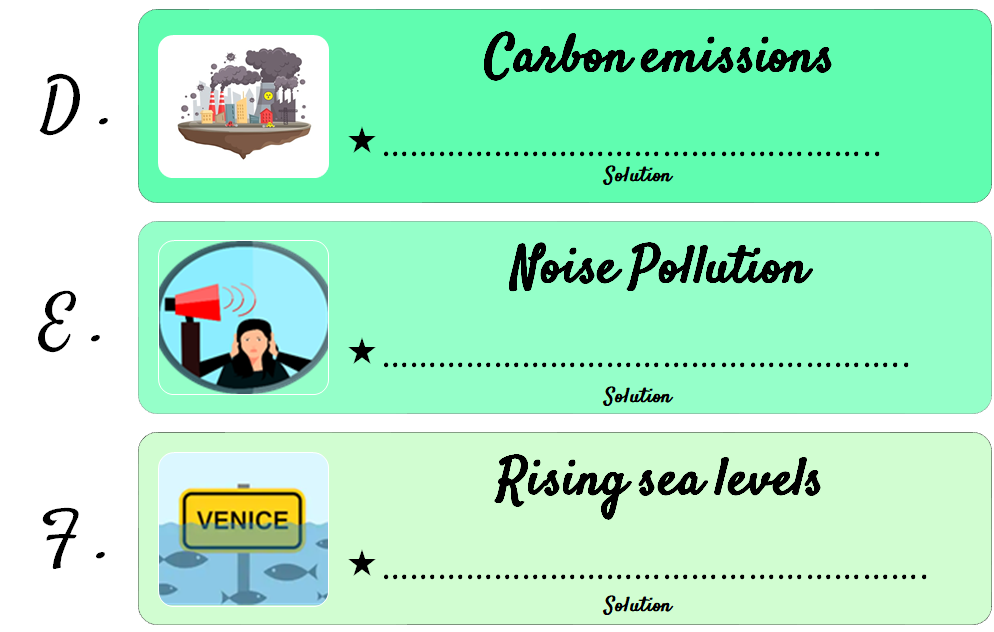 D.
Carbon emissions
★ ................................................
Solution
E.
Noise Pollution
★ ................................................
Solution
F.
VENICE
Rising sea levels
★ ................................................
Solution